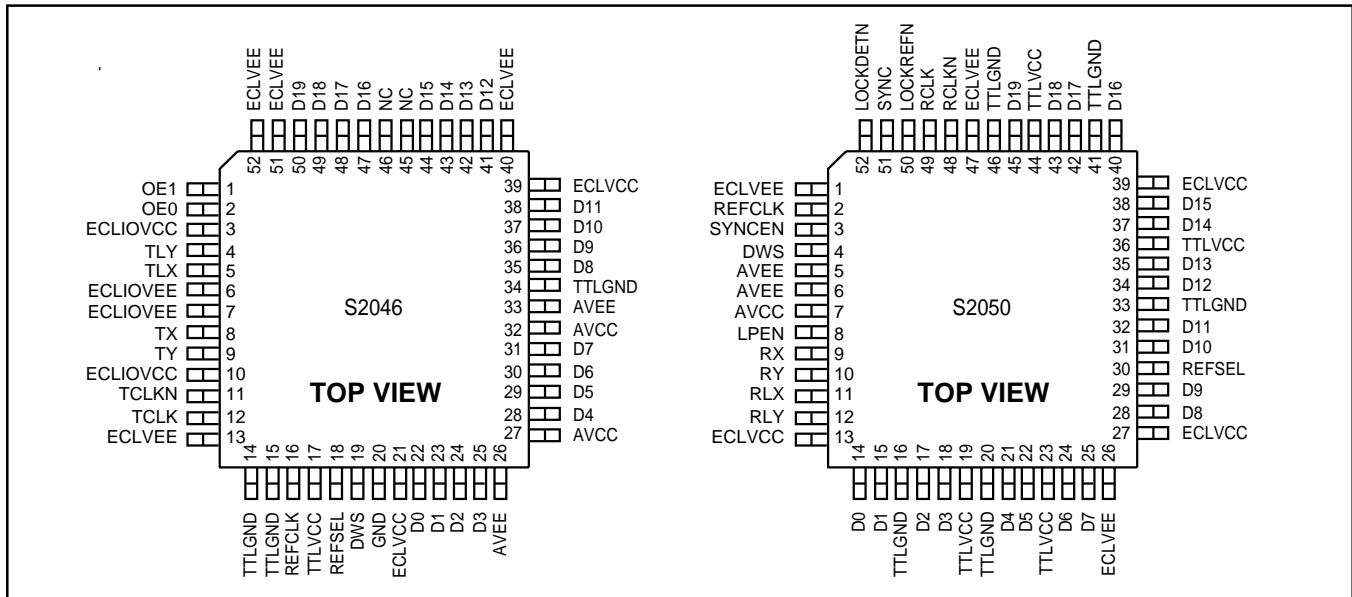 ECLVEE
ECLVEE
D19
D18
D17
D16
NC
NC
D15
D14
D13
D12
ECLVEE
52
51
50
49
48
47
46
45
44
43
42
41
40
OE1 1
OE0 2
ECLIOVCC 3
TLY 4
TLX 5
ECLIOVEE 6
ECLIOVEE 7
TX 8
TY 9
ECLIOVCC 10
TCLKN 11
TCLK 12
ECLVEE 13
S2046
TOP VIEW
39 ECLVCC
38 D11
37 D10
36 D9
35 D8
34 TTLGND
33 AVEE
32 AVCC
31 D7
30 D6
29 D5
28 D4
27 AVCC
14
15
16
17
18
19
20
21
22
23
24
25
26
TTLGND
TTLGND
REFCLK
TTLVCC
REFSEL
DWS
GND
ECLVCC
D0
D1
D2
D3
AVEE
LOCKDETN
SYNC
LOCKREFN
RCLK
RCLKN
ECLVEE
TTLGND
D19
TTLVCC
D18
D17
TTLGND
D16
52
51
50
49
48
47
46
45
44
43
42
41
40
ECLVEE 1
REFCLK 2
SYNCEN 3
DWS 4
AVEE 5
AVEE 6
AVCC 7
LPEN 8
RX 9
RY 10
RLX 11
RLY 12
ECLVCC 13
S2050
TOP VIEW
39 ECLVCC
38 D15
37 D14
36 TTLVCC
35 D13
34 D12
33 TTLGND
32 D11
31 D10
30 REFSEL
29 D9
28 D8
27 ECLVCC
14
15
16
17
18
19
20
21
22
23
24
25
26
D0
D1
TTLGND
D2
D3
TTLVCC
TTLGND
D4
D5
TTLVCC
D6
D7
ECLVEE